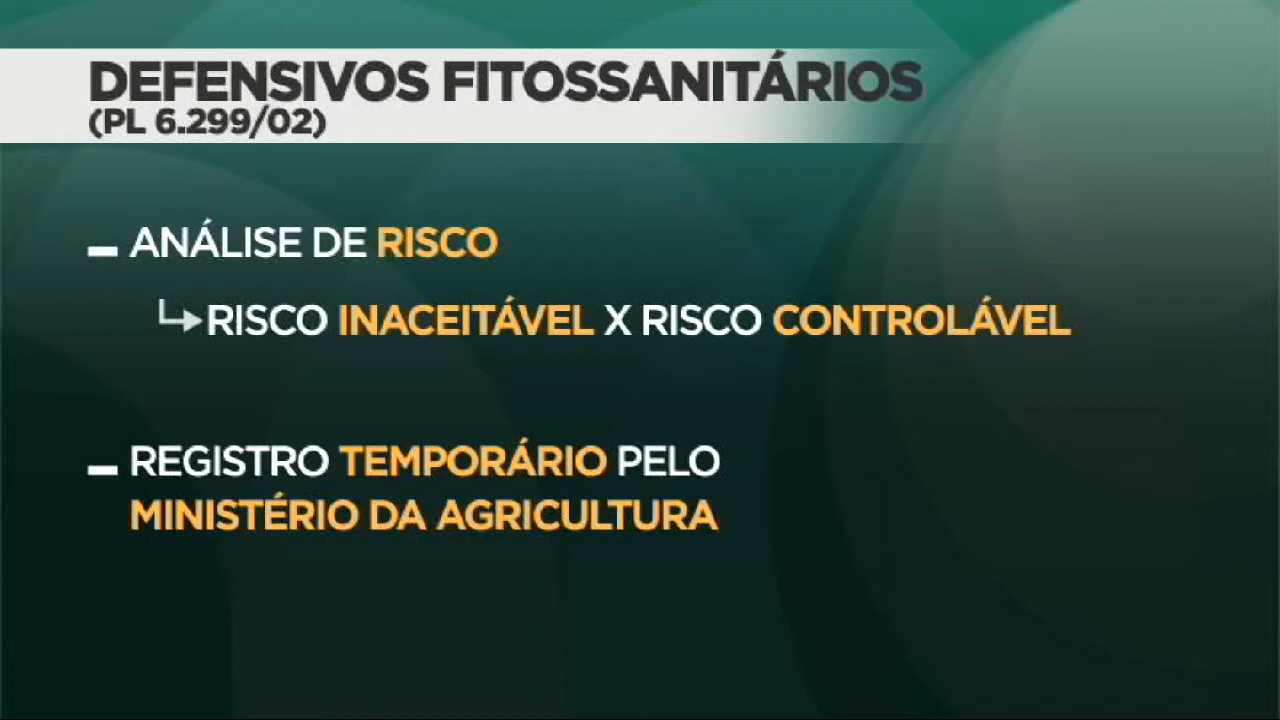 DEFENSIVOS FITOSSANITÁRIOS
(PL 6.299/02)
- ANÁLISE DE RISCO
↳ RISCO INACEITÁVEL X RISCO CONTROLÁVEL
- REGISTRO TEMPORÁRIO PELO
MINISTÉRIO DA AGRICULTURA